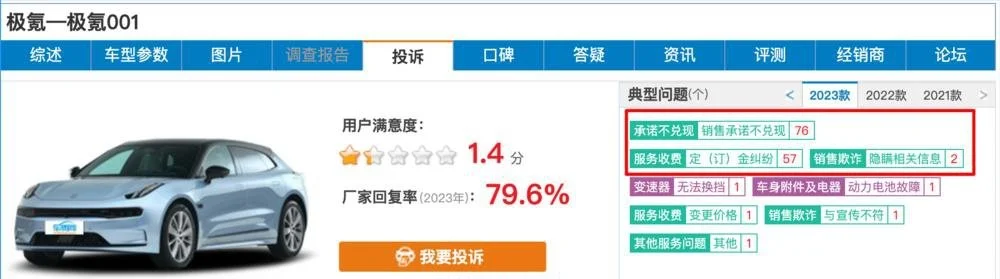 极氪—极氪001
综述 车型参数 图片 调查报告 投诉 口碑 答疑 资讯 评测 经销商 论坛
用户满意度：
1.4 分
厂家回复率(2023年)：79.6%
我要投诉
典型问题(个) < 2023款 2022款 2021款 >
承诺不兑现 销售承诺不兑现 76
服务收费 定（订）金纠纷 57 销售欺诈 隐瞒相关信息 2
变速器 无法换挡 1 车身附件及电器 动力电池故障 1
服务收费 变更价格 1 销售欺诈 与宣传不符 1
其他服务问题 其他 1